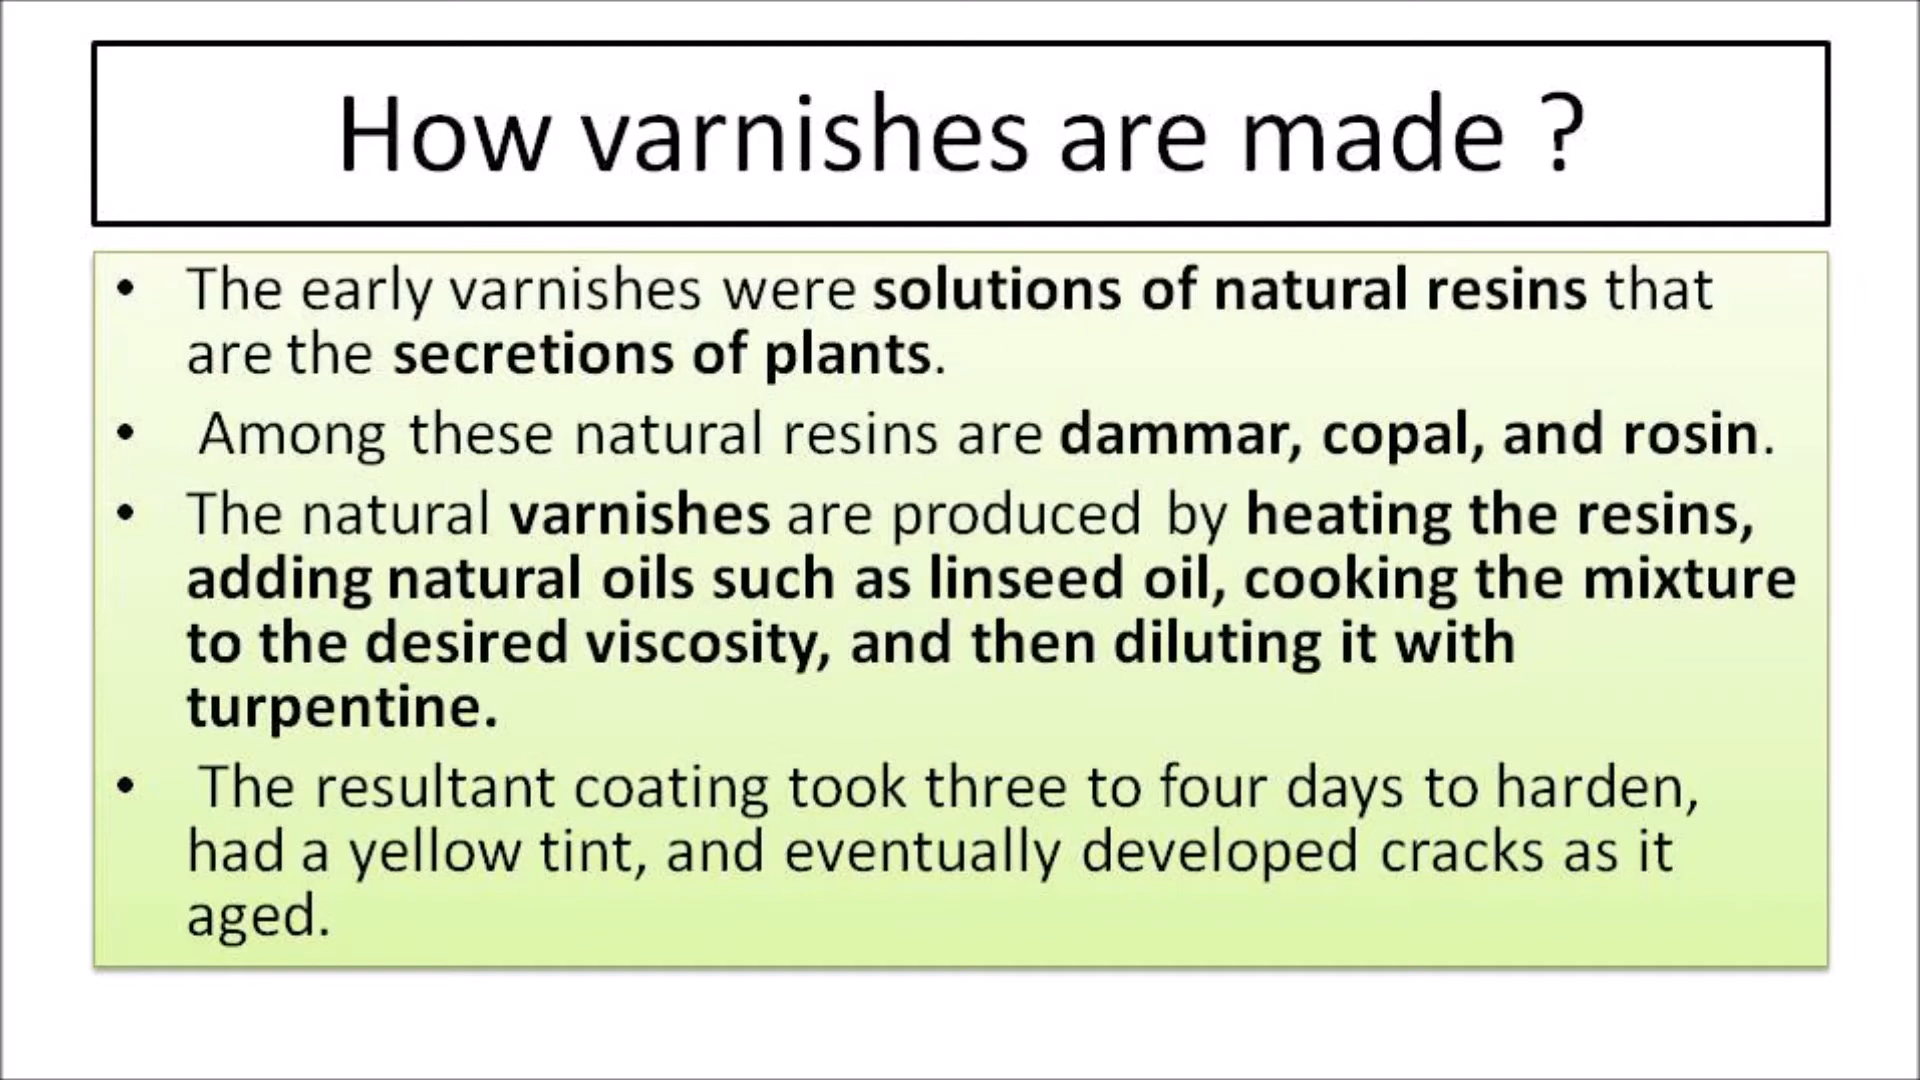 How varnishes are made ?
• The early varnishes were solutions of natural resins that
are the secretions of plants.
• Among these natural resins are dammar, copal, and rosin.
• The natural varnishes are produced by heating the resins,
adding natural oils such as linseed oil, cooking the mixture
to the desired viscosity, and then diluting it with
turpentine.
• The resultant coating took three to four days to harden,
had a yellow tint, and eventually developed cracks as it
aged.